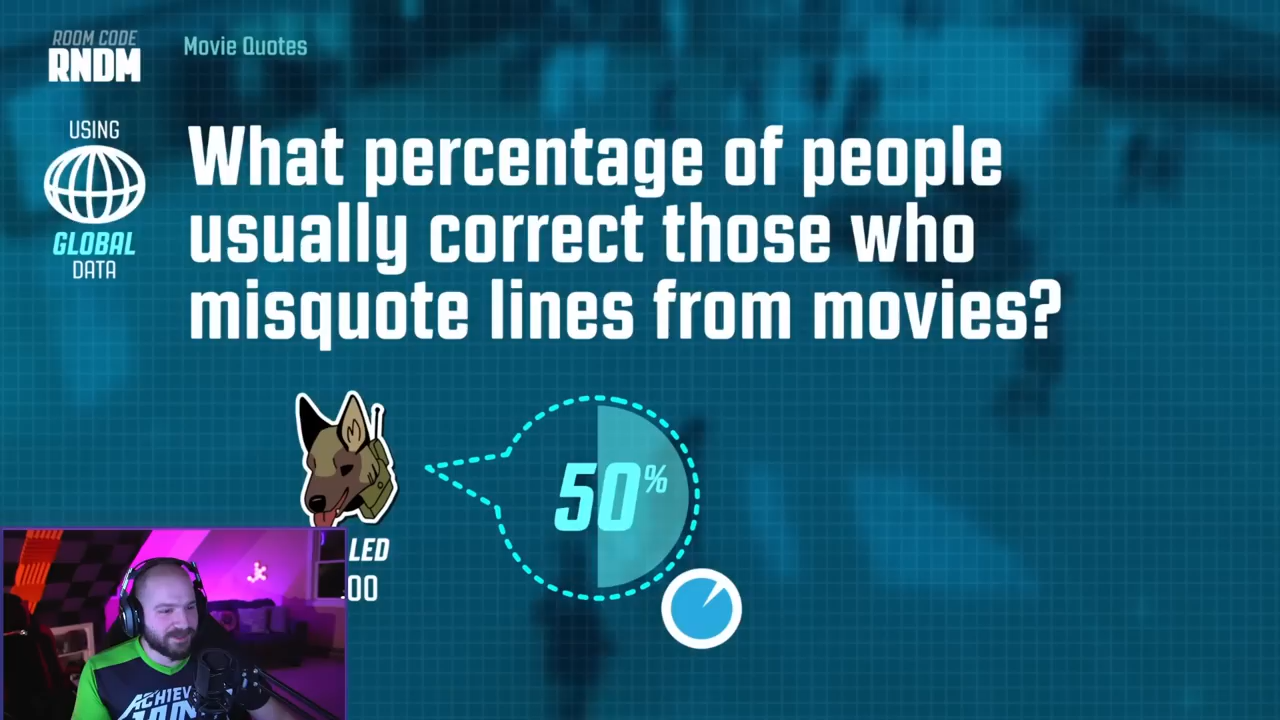 ROOM CODE
RNDM
Movie Quotes
USING
GLOBAL
DATA
What percentage of people
usually correct those who
misquote lines from movies?
50%
LED
00